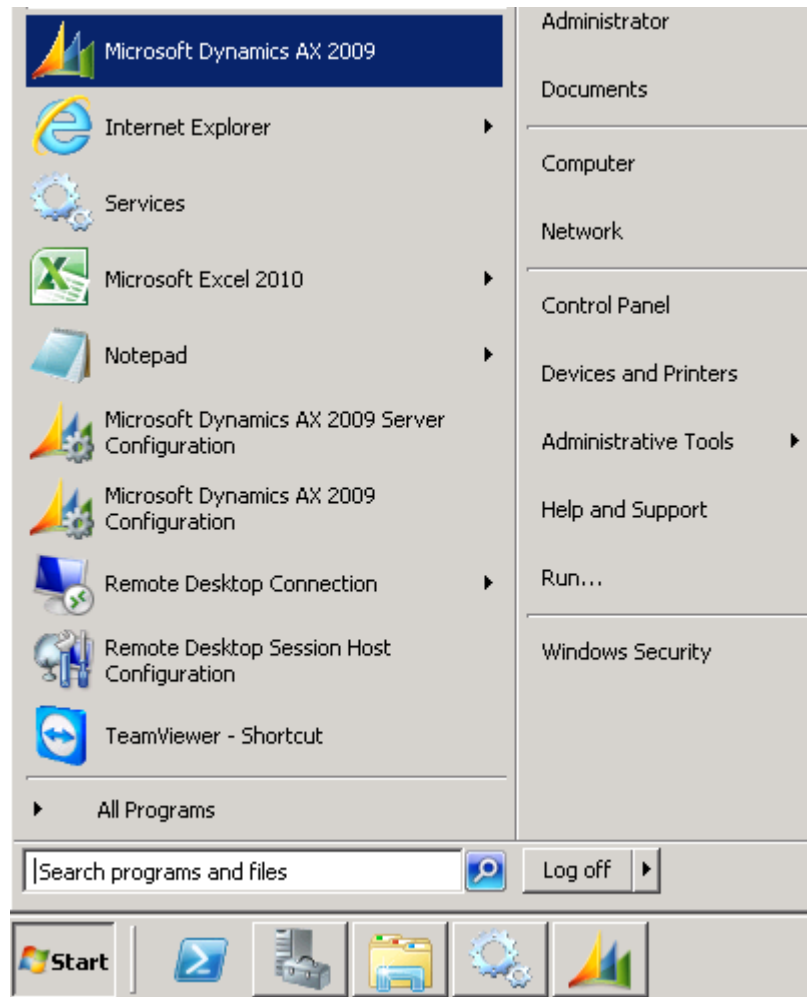 Microsoft Dynamics AX 2009
Internet Explorer
Services
Microsoft Excel 2010
Notepad
Microsoft Dynamics AX 2009 Server
Configuration
Microsoft Dynamics AX 2009
Configuration
Remote Desktop Connection
Remote Desktop Session Host
Configuration
TeamViewer - Shortcut
All Programs
Search programs and files
Administrator
Documents
Computer
Network
Control Panel
Devices and Printers
Administrative Tools
Help and Support
Run...
Windows Security
Log off
Start